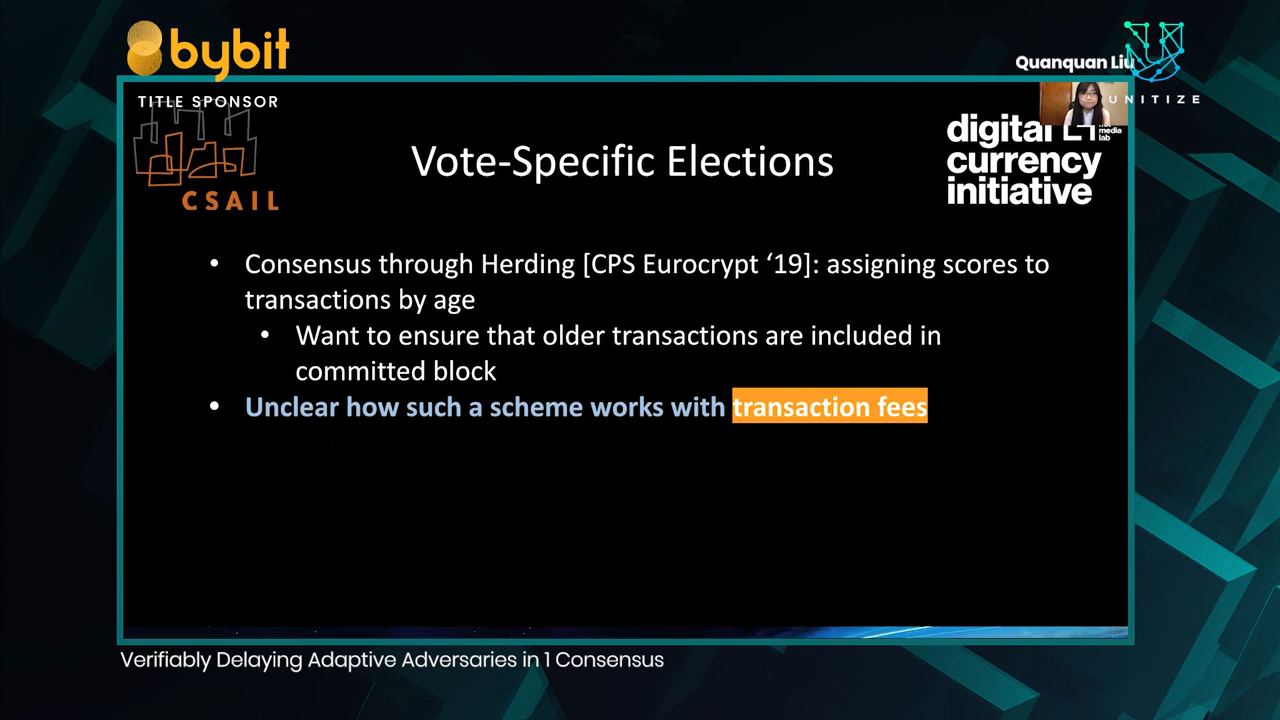 bybit
Quanquan Liu
TITLE SPONSOR
UNITIZE
CSAIL
digital
media
lab
currency
initiative
Vote-Specific Elections
• Consensus through Herding [CPS Eurocrypt ‘19]: assigning scores to
transactions by age
• Want to ensure that older transactions are included in
committed block
• Unclear how such a scheme works with transaction fees
Verifiably Delaying Adaptive Adversaries in 1 Consensus